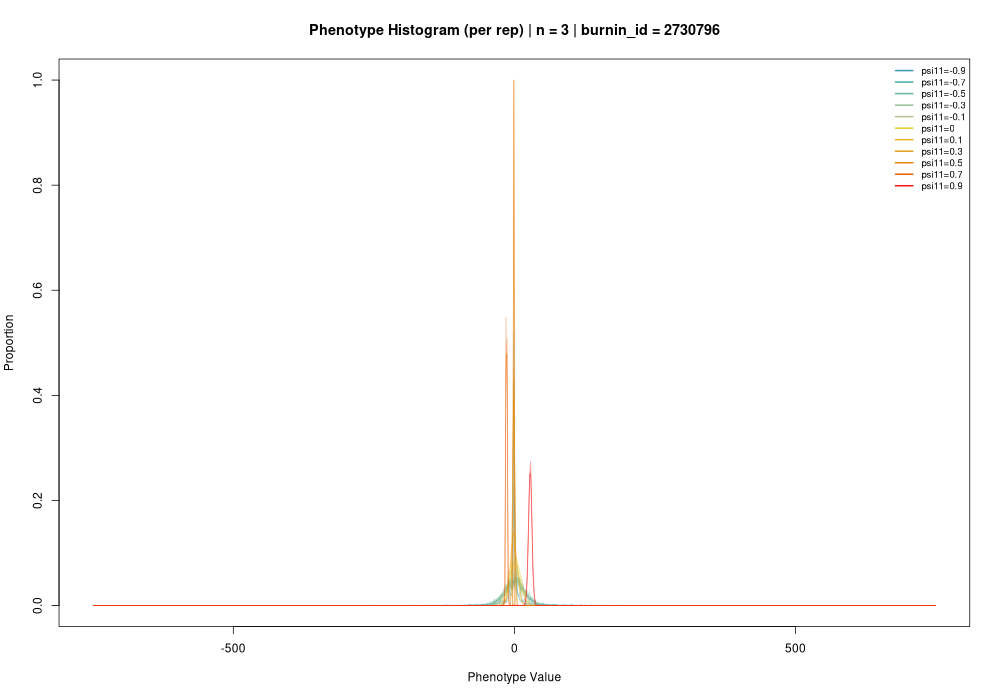 Phenotype Histogram (per rep) | n = 3 | burnin_id = 2730796
psi11=-0.9
psi11=-0.7
psi11=-0.5
psi11=-0.3
psi11=-0.1
psi11=0
psi11=0.1
psi11=0.3
psi11=0.5
psi11=0.7
psi11=0.9
Proportion
1.0
0.8
0.6
0.4
0.2
0.0
-500
0
500
Phenotype Value